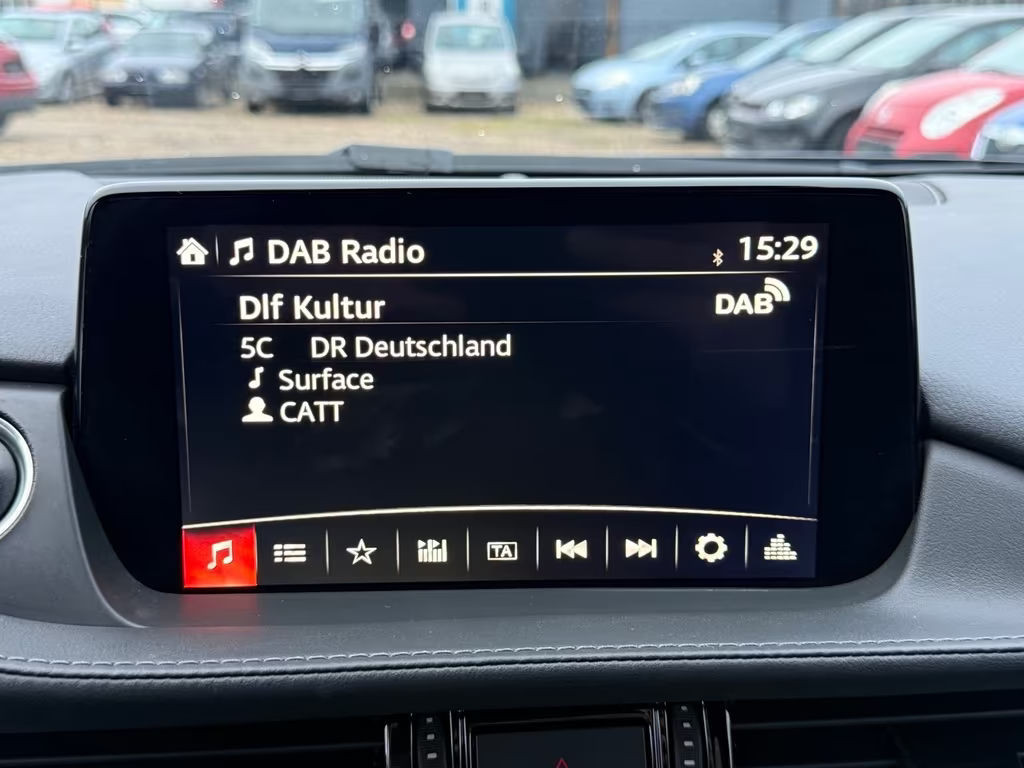 DAB Radio 15:29
Dlf Kultur DAB
5C DR Deutschland
Surface
CATT
TA